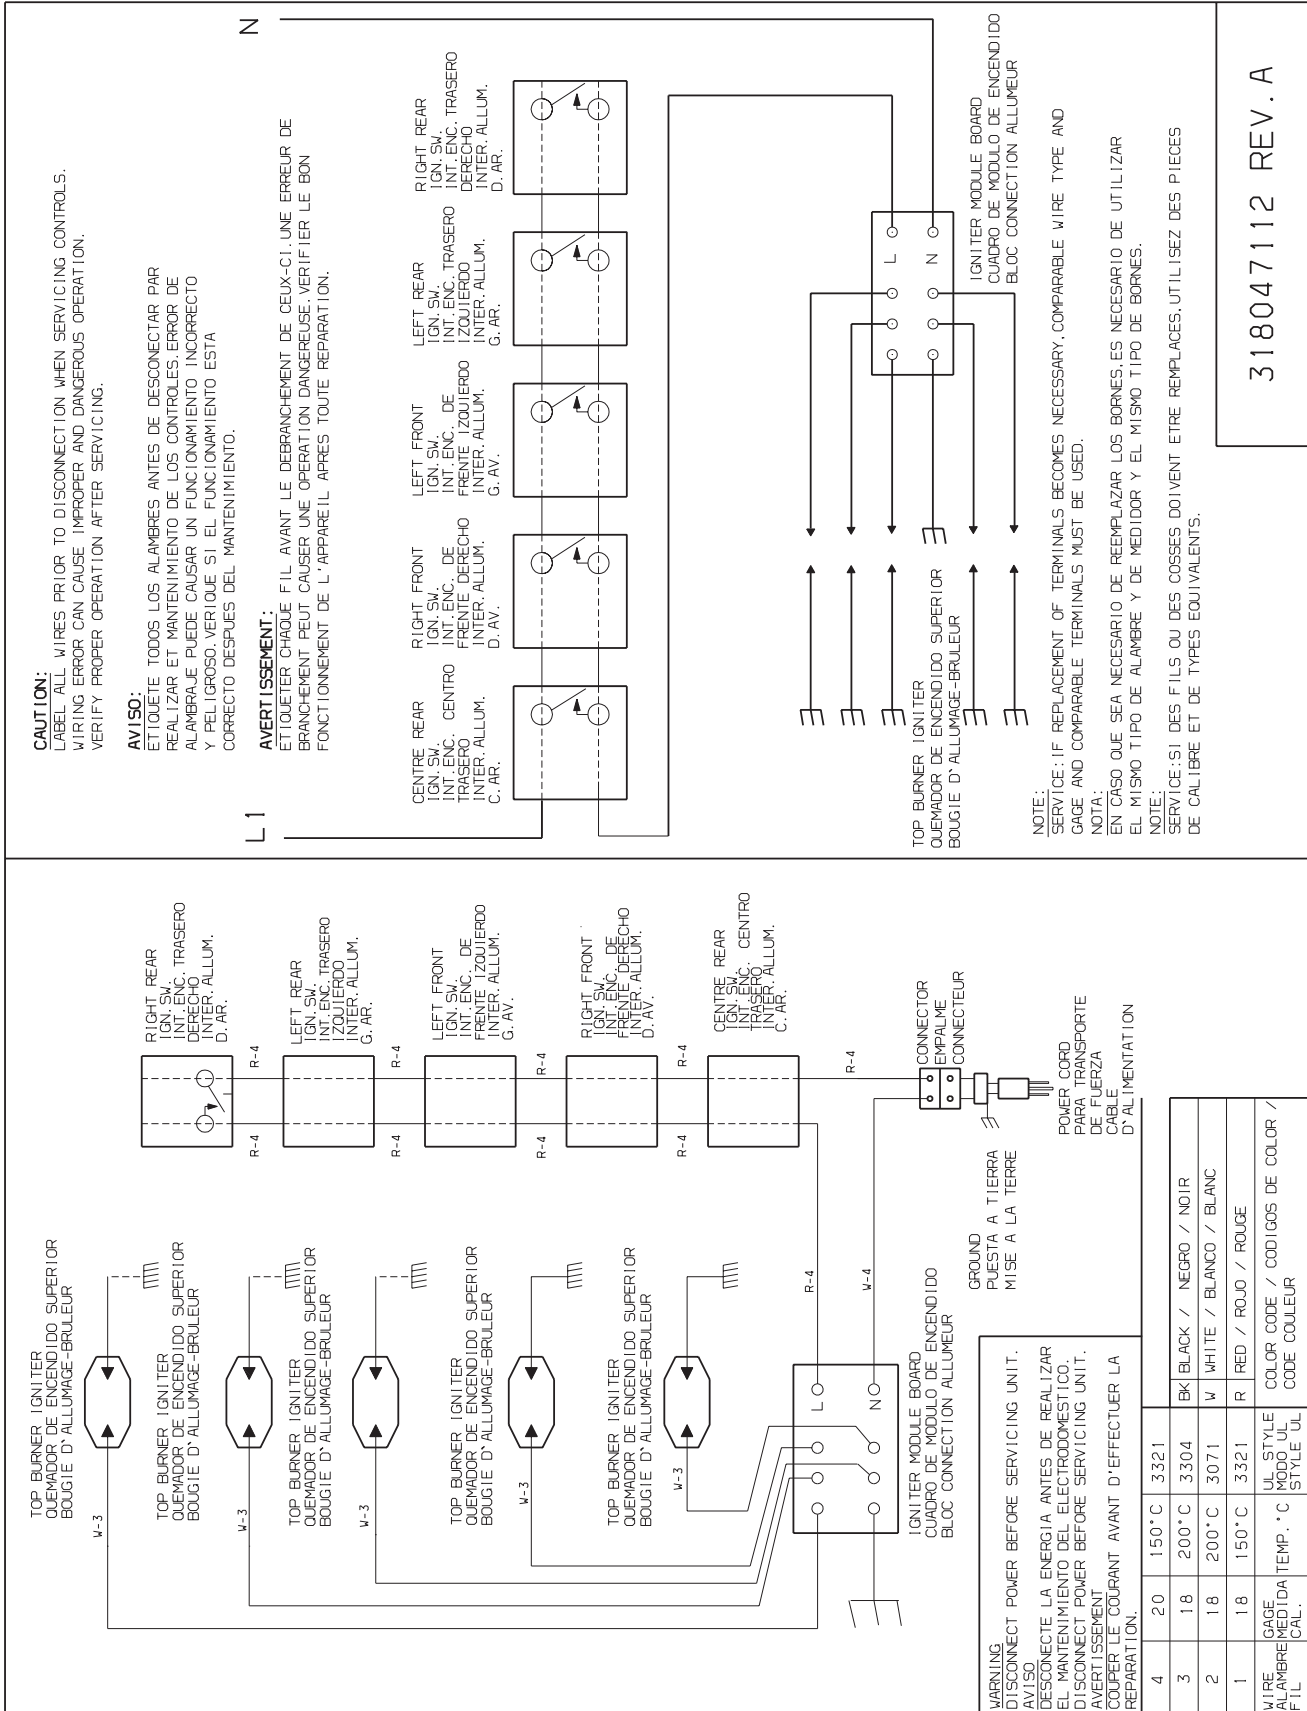 CAUTION:
LABEL ALL WIRES PRIOR TO DISCONNECTION WHEN SERVICING CONTROLS.
WIRING ERROR CAN CAUSE IMPROPER AND DANGEROUS OPERATION.
VERIFY PROPER OPERATION AFTER SERVICING.
AVISO:
ETIQUETE TODOS LOS ALAMBRES ANTES DE DESCONECTAR PAR
REALIZAR ET MANTENIMIENTO DE LOS CONTROLES. ERROR DE
ALAMBRAJE PUEDE CAUSAR UN FUNCIONAMIENTO INCORRECTO
Y PELIGROSO. VERIQUE SI EL FUNCIONAMIENTO ESTA
CORRECTO DESPUES DEL MANTENIMIENTO.
AVERTISSEMENT:
ETIQUETER CHAQUE FIL AVANT LE DEBRANCHEMENT DE CEUX-CI. UNE ERREUR DE
BRANCHEMENT PEUT CAUSER UNE OPERATION DANGEREUSE. VERIFIER LE BON
FONCTIONNEMENT DE L'APPAREIL APRES TOUTE REPARATION.
L1
N
CENTRE REAR
IGN. SW.
INT. ENC. CENTRO
TRASERO
INTER. ALLUM.
C. AR.
RIGHT FRONT
IGN. SW.
INT. ENC. DE
FRENTE DERECHO
INTER. ALLUM.
D. AV.
LEFT FRONT
IGN. SW.
INT. ENC. DE
FRENTE IZQUIERDO
INTER. ALLUM.
G. AV.
LEFT REAR
IGN. SW.
INT. ENC. TRASERO
IZQUIERDO
INTER. ALLUM.
G. AR.
RIGHT REAR
IGN. SW.
INT. ENC. TRASERO
DERECHO
INTER. ALLUM.
D. AR.
L
N
IGNITER MODULE BOARD
CUADRO DE MODULO DE ENCENDIDO
BLOC CONNECTION ALLUMEUR
TOP BURNER IGNITER
QUEMADOR DE ENCENDIDO SUPERIOR
BOUGIE D'ALLUMAGE-BRULEUR
NOTE:
SERVICE: IF REPLACEMENT OF TERMINALS BECOMES NECESSARY, COMPARABLE WIRE TYPE AND
GAGE AND COMPARABLE TERMINALS MUST BE USED.
NOTA:
EN CASO QUE SEA NECESARIO DE REEMPLAZAR LOS BORNES, ES NECESARIO DE UTILIZAR
EL MISMO TIPO DE ALAMBRE Y DE MEDIDOR Y EL MISMO TIPO DE BORNES.
NOTE:
SERVICE: SI DES FILS OU DES COSSES DOIVENT ETRE REMPLACES, UTILISEZ DES PIECES
DE CALIBRE ET DE TYPES EQUIVALENTS.
318047112 REV. A
TOP BURNER IGNITER
QUEMADOR DE ENCENDIDO SUPERIOR
BOUGIE D'ALLUMAGE-BRULEUR
W-3
TOP BURNER IGNITER
QUEMADOR DE ENCENDIDO SUPERIOR
BOUGIE D'ALLUMAGE-BRULEUR
W-3
TOP BURNER IGNITER
QUEMADOR DE ENCENDIDO SUPERIOR
BOUGIE D'ALLUMAGE-BRULEUR
W-3
TOP BURNER IGNITER
QUEMADOR DE ENCENDIDO SUPERIOR
BOUGIE D'ALLUMAGE-BRULEUR
W-3
TOP BURNER IGNITER
QUEMADOR DE ENCENDIDO SUPERIOR
BOUGIE D'ALLUMAGE-BRULEUR
W-3
RIGHT REAR
IGN. SW.
INT. ENC. TRASERO
DERECHO
INTER. ALLUM.
D. AR.
R-4
R-4
LEFT REAR
IGN. SW.
INT. ENC. TRASERO
IZQUIERDO
INTER. ALLUM.
G. AR.
R-4
R-4
LEFT FRONT
IGN. SW.
INT. ENC. DE
FRENTE IZQUIERDO
INTER. ALLUM.
G. AV.
R-4
R-4
RIGHT FRONT
IGN. SW.
INT. ENC. DE
FRENTE DERECHO
INTER. ALLUM.
D. AV.
R-4
R-4
CENTRE REAR
IGN. SW.
INT. ENC. CENTRO
TRASERO
INTER. ALLUM.
C. AR.
R-4
R-4
W-4
L
N
CONNECTOR
EMPALME
CONNECTEUR
POWER CORD
PARA TRANSPORTE
DE FUERZA
CABLE
D'ALIMENTATION
GROUND
PUESTA A TIERRA
MISE A LA TERRE
IGNITER MODULE BOARD
CUADRO DE MODULO DE ENCENDIDO
BLOC CONNECTION ALLUMEUR
WARNING
DISCONNECT POWER BEFORE SERVICING UNIT.
AVISO
DESCONECTE LA ENERGIA ANTES DE REALIZAR
EL MANTENIMIENTO DEL ELECTRODOMESTICO.
DISCONNECT POWER BEFORE SERVICING UNIT.
AVERTISSEMENT
COUPER LE COURANT AVANT D'EFFECTUER LA
REPARATION.
4 20 150°C 3321
3 18 200°C 3304 BK BLACK / NEGRO / NOIR
2 18 200°C 3071 W WHITE / BLANCO / BLANC
1 18 150°C 3321 R RED / ROJO / ROUGE
WIRE GAGE UL STYLE COLOR CODE / CODIGOS DE COLOR /
ALAMBRE MEDIDA TEMP. °C MODO UL CODE COULEUR
FIL CAL. STYLE UL